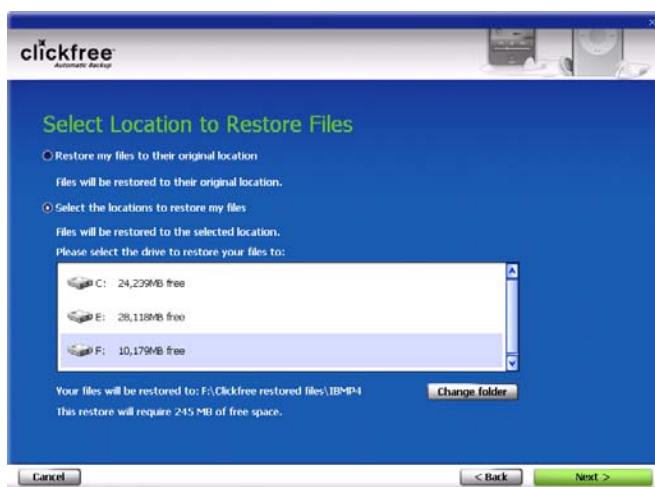 x
clickfree
Automatic Backup
Select Location to Restore Files
Restore my files to their original location
Files will be restored to their original location.
Select the locations to restore my files
Files will be restored to the selected location.
Please select the drive to restore your files to:
C: 24,239MB free
E: 28,118MB free
F: 10,179MB free
Your files will be restored to: F:\Clickfree restored files\IBMP4
Change folder
This restore will require 245 MB of free space.
Cancel
< Back
Next >